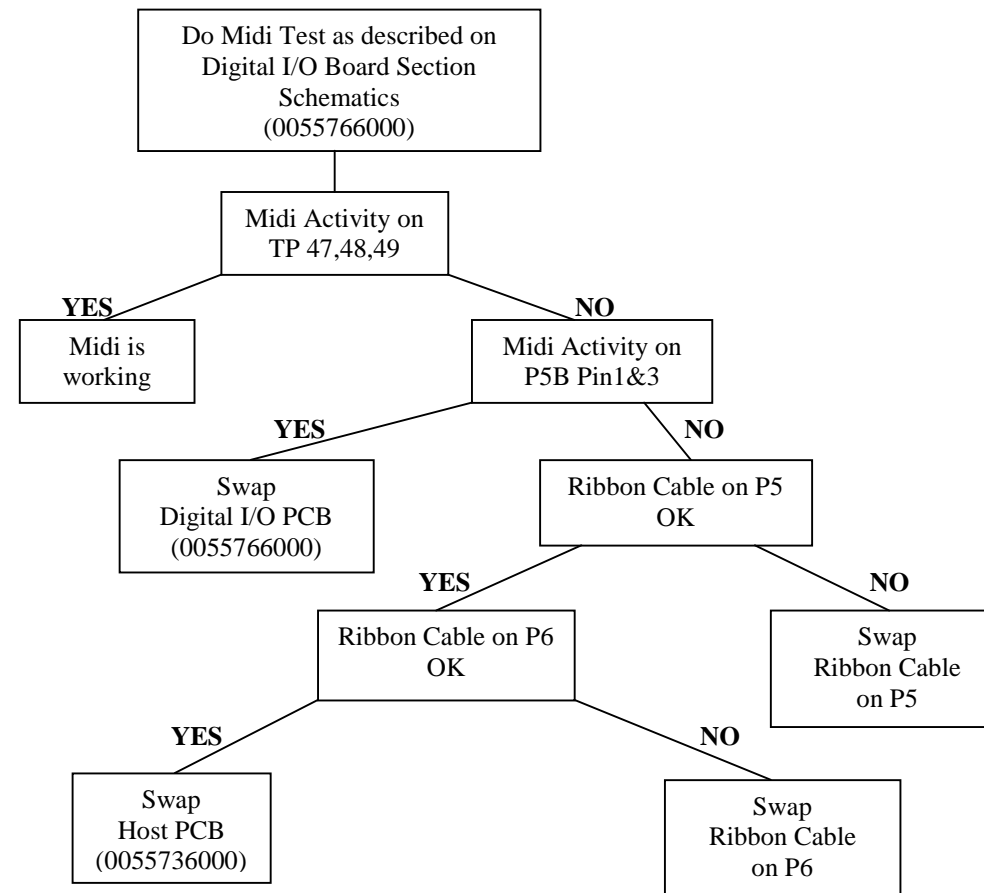 Do Midi Test as described on
Digital I/O Board Section
Schematics
(0055766000)
Midi Activity on
TP 47,48,49
YES
NO
Midi is
working
Midi Activity on
P5B Pin1&3
YES
NO
Swap
Digital I/O PCB
(0055766000)
Ribbon Cable on P5
OK
YES
NO
Ribbon Cable on P6
OK
Swap
Ribbon Cable
on P5
YES
NO
Swap
Host PCB
(0055736000)
Swap
Ribbon Cable
on P6